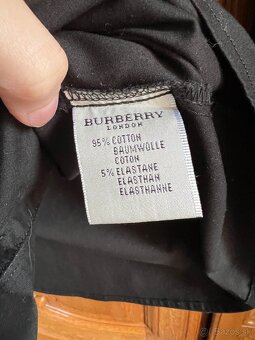 BURBERRY
LONDON
95% COTTON
BAUMWOLLE
COTON
5% ELASTANE
ELASTHAN
ELASTHANNE